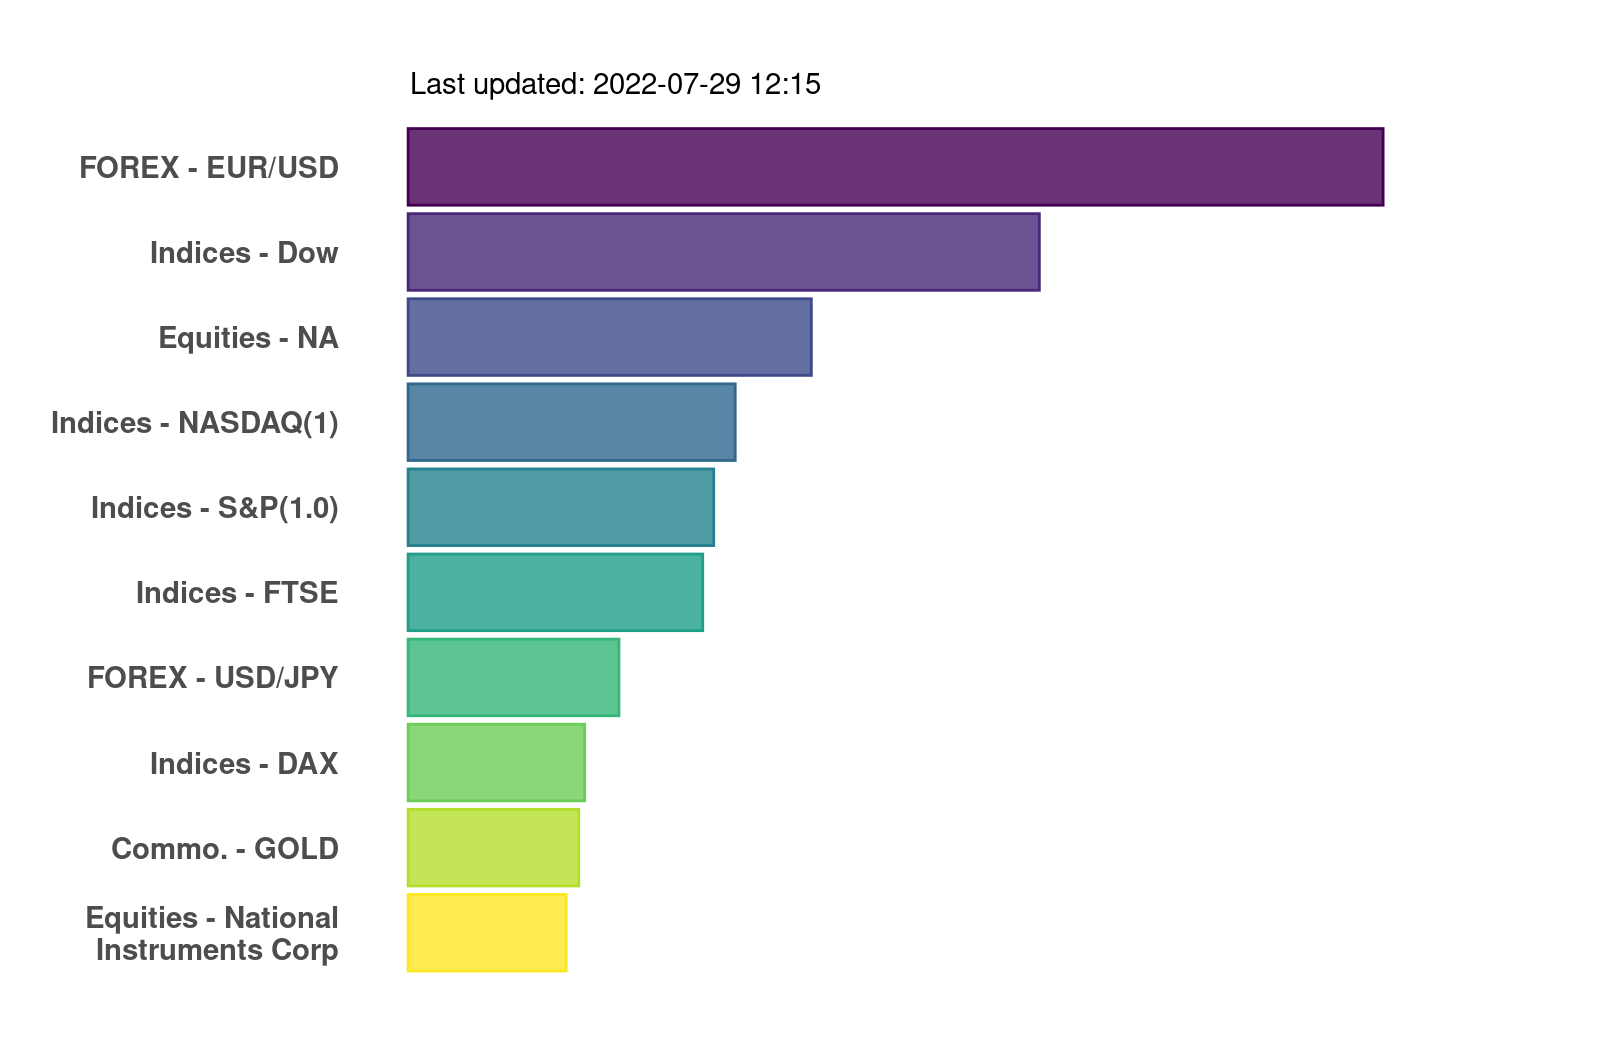 Last updated: 2022-07-29 12:15
FOREX - EUR/USD
Indices - Dow
Equities - NA
Indices - NASDAQ(1)
Indices - S&P(1.0)
Indices - FTSE
FOREX - USD/JPY
Indices - DAX
Commo. - GOLD
Equities - National
Instruments Corp